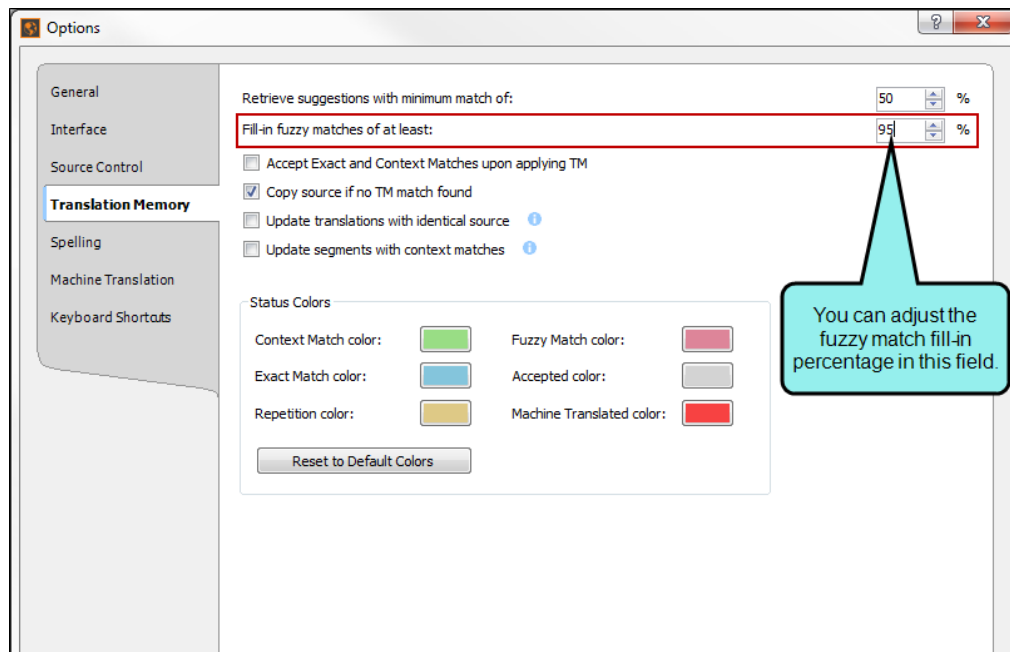 Options
?
X
General
Interface
Source Control
Translation Memory
Spelling
Machine Translation
Keyboard Shortcuts
Retrieve suggestions with minimum match of: 50 %
Fill-in fuzzy matches of at least: 95 %
Accept Exact and Context Matches upon applying TM
Copy source if no TM match found
Update translations with identical source i
Update segments with context matches i
Status Colors
Context Match color: Fuzzy Match color:
Exact Match color: Accepted color:
Repetition color: Machine Translated color:
Reset to Default Colors
You can adjust the
fuzzy match fill-in
percentage in this field.